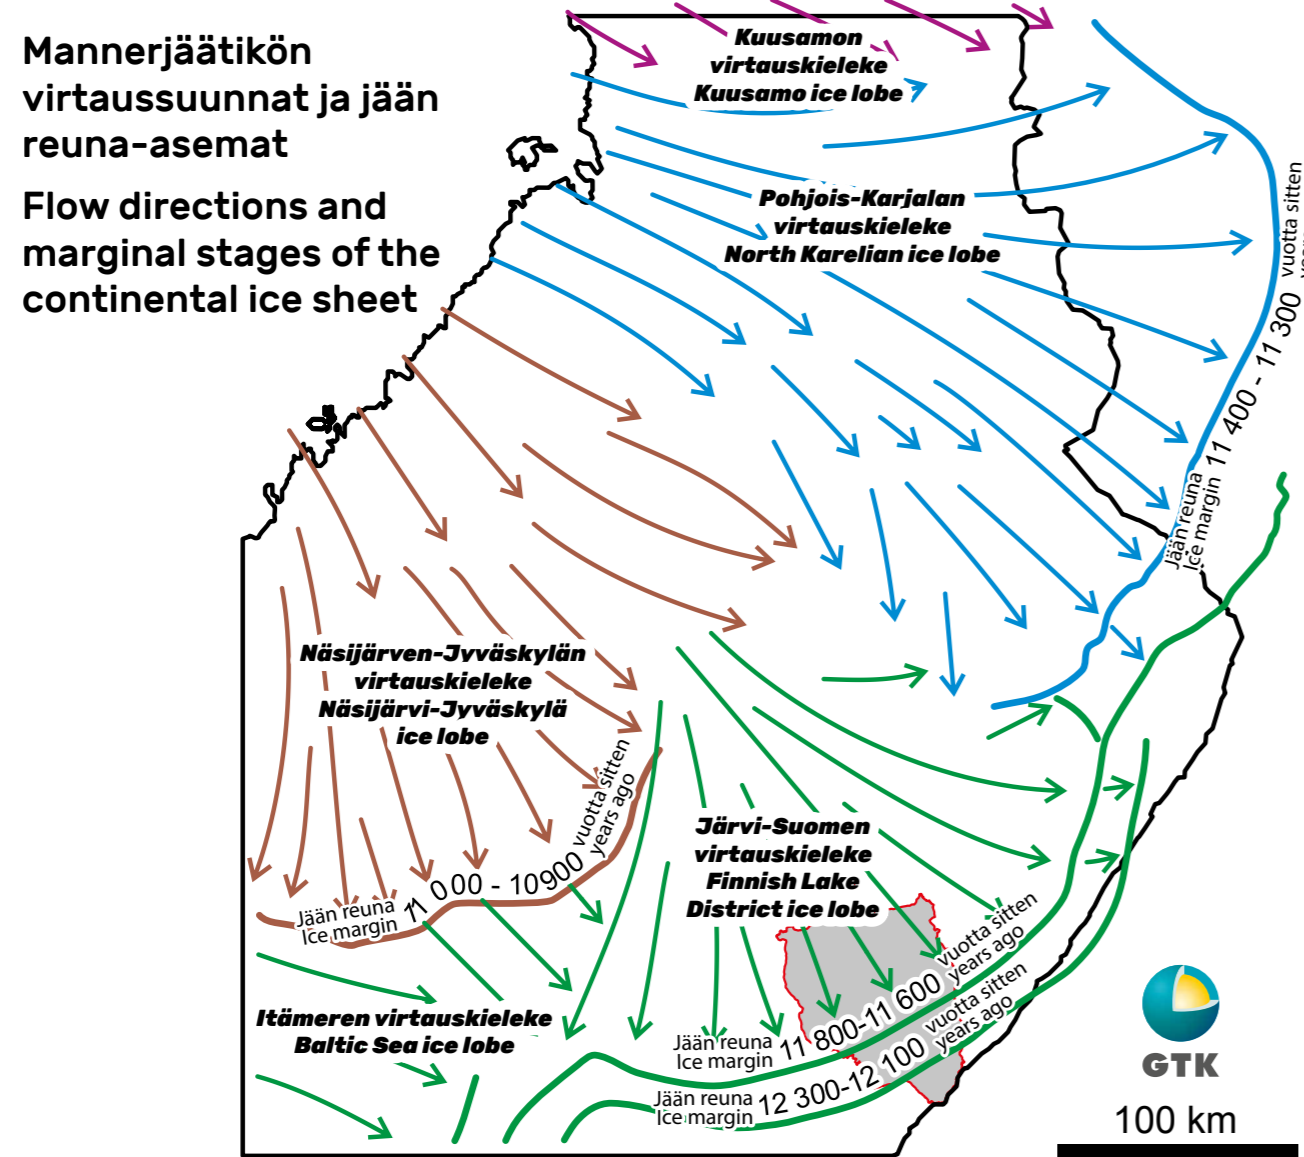 Mannerjäätikön
virtaussuunnat ja jään
reuna-asemat
Flow directions and
marginal stages of the
continental ice sheet
Kuusamon
virtauskieleke
Kuusamo ice lobe
Pohjois-Karjalan
virtauskieleke
North Karelian ice lobe
Jään reuna
Ice margin
11 400 - 11 300
vuotta sitten
Näsijärven-Jyväskylän
virtauskieleke
Näsijärvi-Jyväskylä
ice lobe
Jään reuna
Ice margin
11 000 - 10 900
vuotta sitten
years ago
Järvi-Suomen
virtauskieleke
Finnish Lake
District ice lobe
Itämeren virtauskieleke
Baltic Sea ice lobe
Jään reuna
Ice margin
11 800-11 600
vuotta sitten
years ago
Jään reuna
Ice margin
12 300-12 100
vuotta sitten
years ago
GTK
100 km